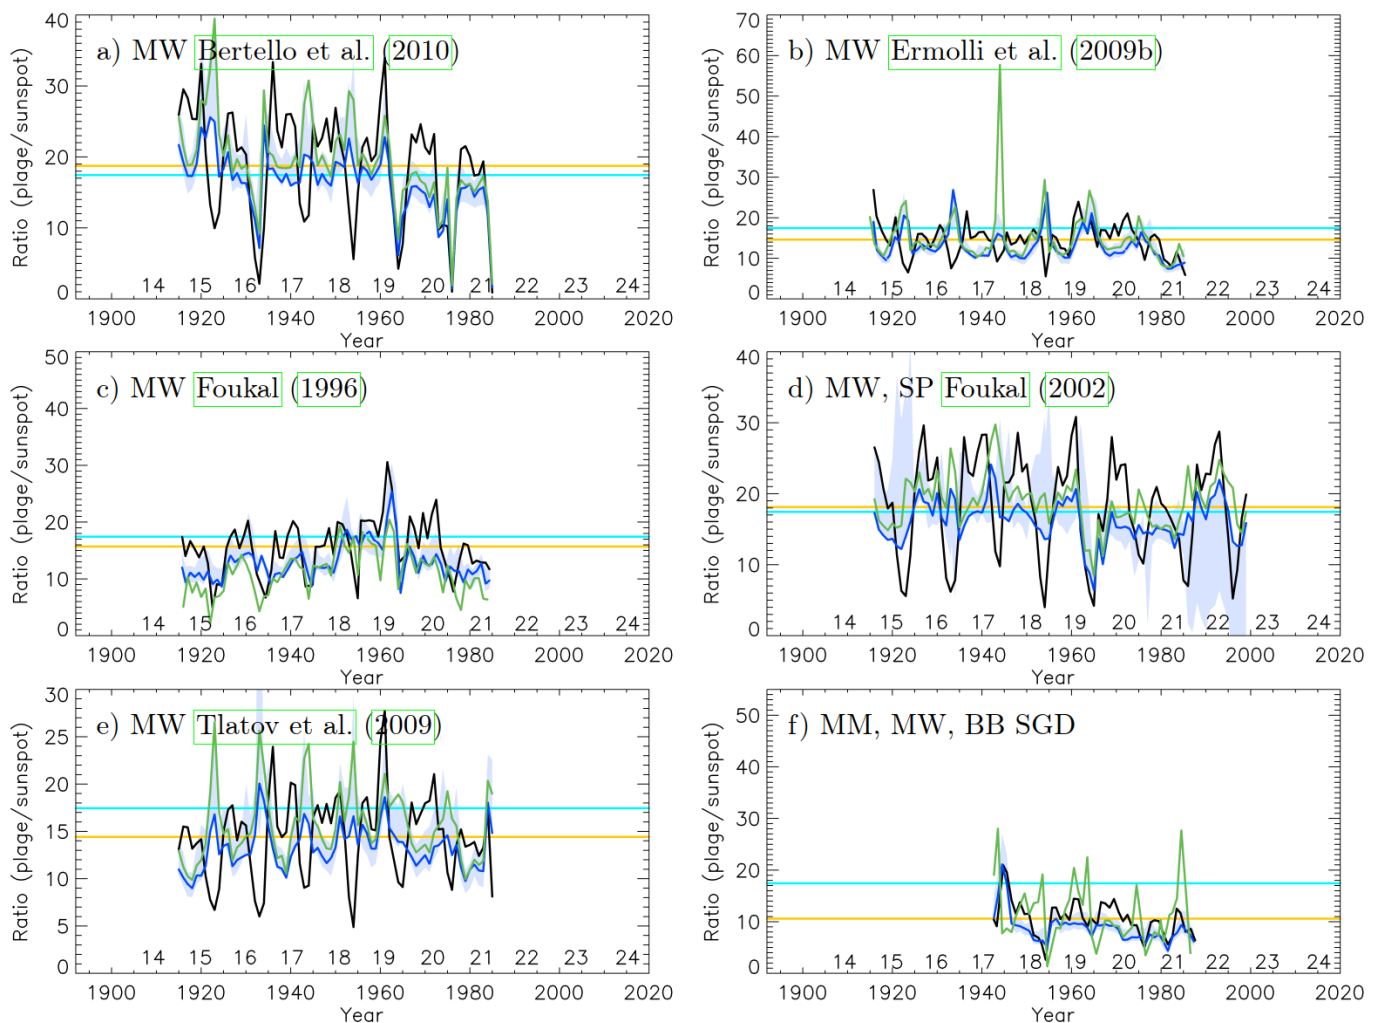 a) MW Bertello et al. (2010)
Ratio (plage/sunspot)
40
30
20
10
0
14 15 16 17 18 19 20 21 22 23 24
1900 1920 1940 1960 1980 2000 2020
Year
b) MW Ermolli et al. (2009b)
Ratio (plage/sunspot)
70
60
50
40
30
20
10
0
14 15 16 17 18 19 20 21 22 23 24
1900 1920 1940 1960 1980 2000 2020
Year
c) MW Foukal (1996)
Ratio (plage/sunspot)
50
40
30
20
10
0
14 15 16 17 18 19 20 21 22 23 24
1900 1920 1940 1960 1980 2000 2020
Year
d) MW, SP Foukal (2002)
Ratio (plage/sunspot)
40
30
20
10
0
14 15 16 17 18 19 20 21 22 23 24
1900 1920 1940 1960 1980 2000 2020
Year
e) MW Tlatov et al. (2009)
Ratio (plage/sunspot)
30
25
20
15
10
5
0
14 15 16 17 18 19 20 21 22 23 24
1900 1920 1940 1960 1980 2000 2020
Year
f) MM, MW, BB SGD
Ratio (plage/sunspot)
50
40
30
20
10
0
14 15 16 17 18 19 20 21 22 23 24
1900 1920 1940 1960 1980 2000 2020
Year